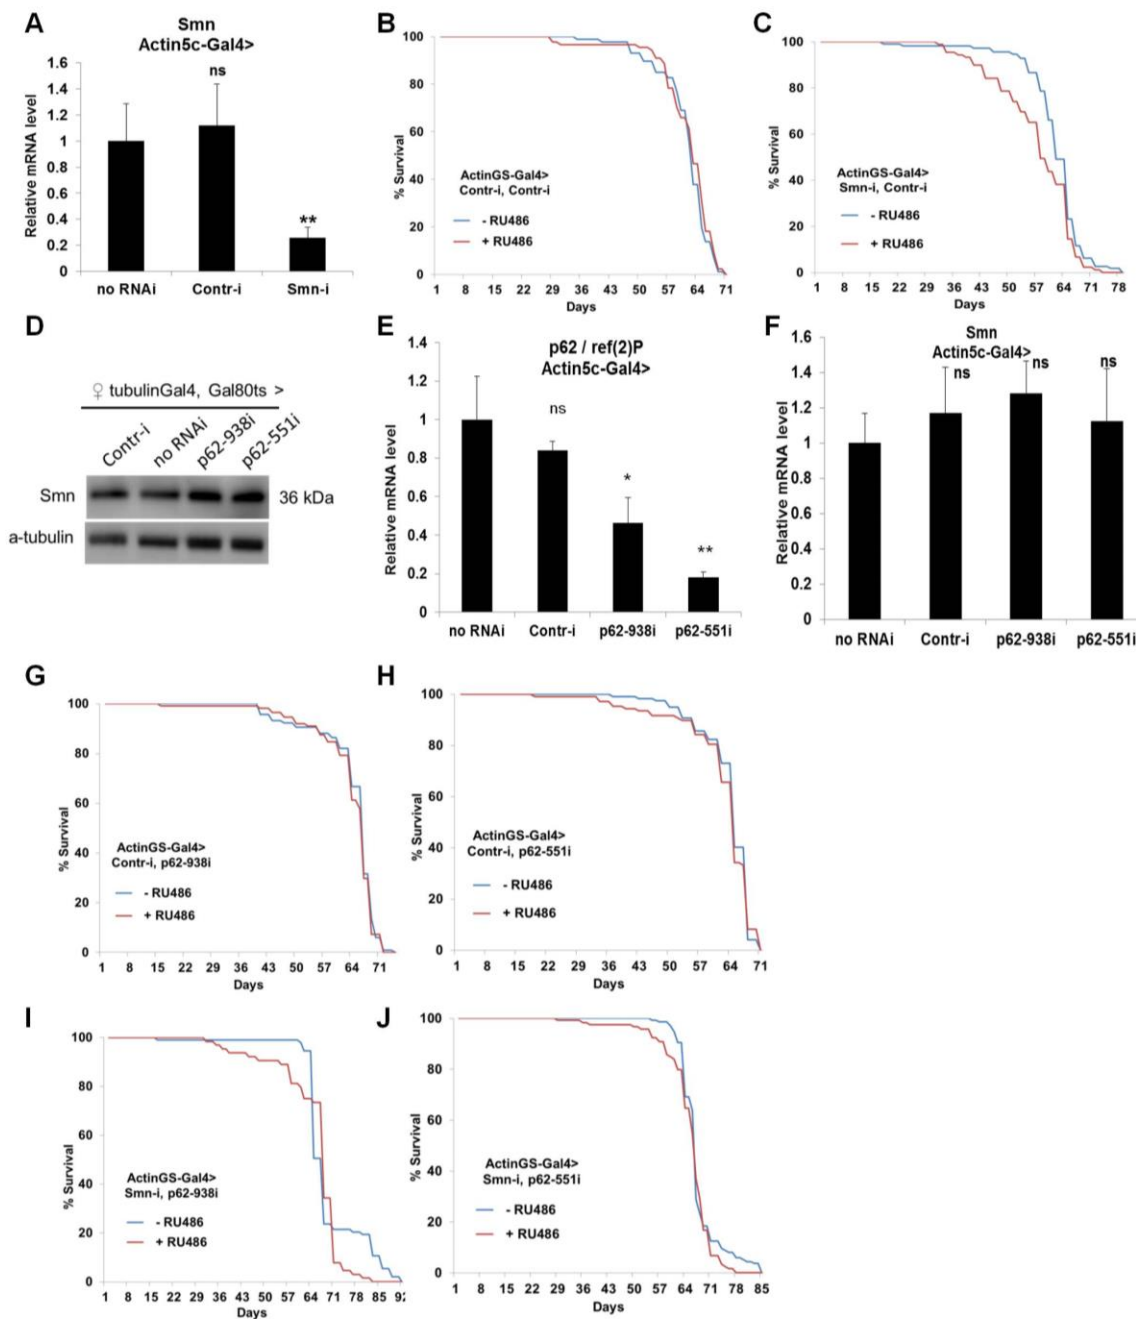 A
Smn
Actin5c-Gal4>
Relative mRNA level
1.6
1.4
1.2
1
0.8
0.6
0.4
0.2
0
ns
**
no RNAi Contr-i Smn-i
B
% Survival
100
80
60
40
20
0
ActinGS-Gal4>
Contr-i, Contr-i
- RU486
+ RU486
1 8 15 22 29 36 43 50 57 64 71
Days
C
% Survival
100
80
60
40
20
0
ActinGS-Gal4>
Smn-i, Contr-i
- RU486
+ RU486
1 8 15 22 29 36 43 50 57 64 71 78
Days
D
♀ tubulinGal4, Gal80ts >
Contr-i no RNAi p62-938i p62-551i
Smn 36 kDa
a-tubulin
E
p62 / ref(2)P
Actin5c-Gal4>
Relative mRNA level
1.4
1.2
1
0.8
0.6
0.4
0.2
0
ns
*
**
no RNAi Contr-i p62-938i p62-551i
F
Smn
Actin5c-Gal4>
Relative mRNA level
1.6
1.4
1.2
1
0.8
0.6
0.4
0.2
0
ns ns ns
no RNAi Contr-i p62-938i p62-551i
G
% Survival
100
80
60
40
20
0
ActinGS-Gal4>
Contr-i, p62-938i
- RU486
+ RU486
1 8 15 22 29 36 43 50 57 64 71
Days
H
% Survival
100
80
60
40
20
0
ActinGS-Gal4>
Contr-i, p62-551i
- RU486
+ RU486
1 8 15 22 29 36 43 50 57 64 71
Days
I
% Survival
100
80
60
40
20
0
ActinGS-Gal4>
Smn-i, p62-938i
- RU486
+ RU486
1 8 15 22 29 36 43 50 57 64 71 78 85
Days
J
% Survival
100
80
60
40
20
0
ActinGS-Gal4>
Smn-i, p62-551i
- RU486
+ RU486
1 8 15 22 29 36 43 50 57 64 71 78 85
Days